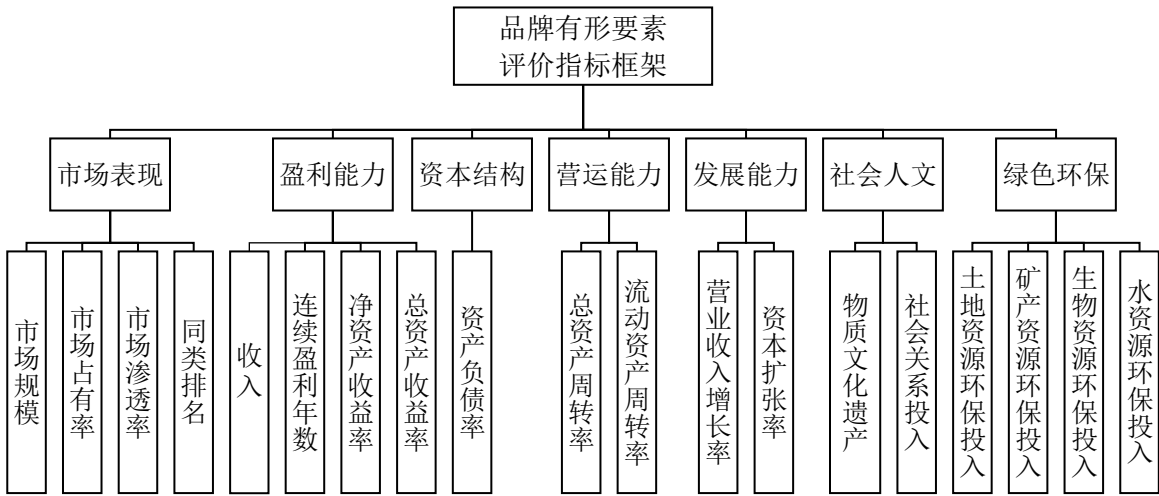 品牌有形要素
评价指标框架
市场表现
盈利能力
资本结构
营运能力
发展能力
社会人文
绿色环保
市场规模
市场占有率
市场渗透率
同类排名
收入
连续盈利年数
净资产收益率
总资产收益率
资产负债率
总资产周转率
流动资产周转率
营业收入增长率
资本扩张率
物质文化遗产
社会关系投入
土地资源环保投入
矿产资源环保投入
生物资源环保投入
水资源环保投入